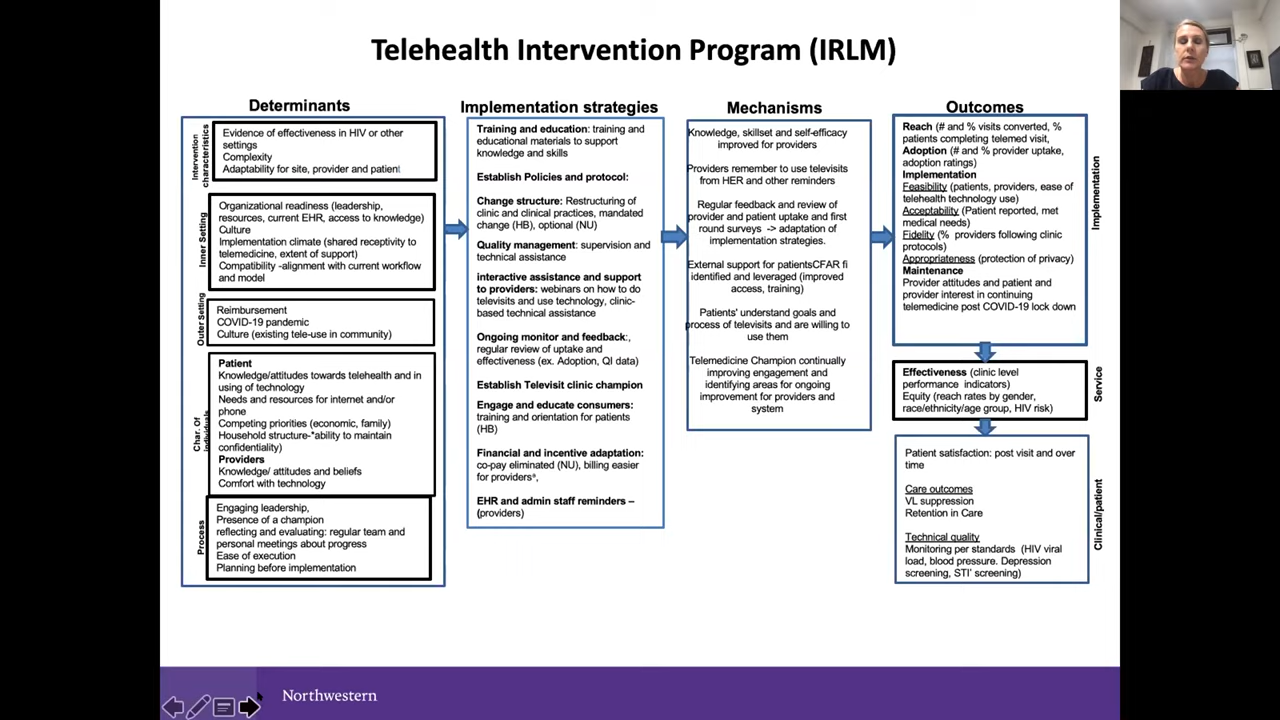 Telehealth Intervention Program (IRLM)
Determinants
Intervention
characteristics
Evidence of effectiveness in HIV or other
settings
Complexity
Adaptability for site, provider and patient
Inner Setting
Organizational readiness (leadership,
resources, current EHR, access to knowledge)
Culture
Implementation climate (shared receptivity to
telemedicine, extent of support)
Compatibility -alignment with current workflow
and model
Outer Setting
Reimbursement
COVID-19 pandemic
Culture (existing tele-use in community)
Char. Of
individuals
Patient
Knowledge/attitudes towards telehealth and in
using of technology
Needs and resources for internet and/or
phone
Competing priorities (economic, family)
Household structure-*ability to maintain
confidentiality)
Providers
Knowledge/ attitudes and beliefs
Comfort with technology
Process
Engaging leadership,
Presence of a champion
reflecting and evaluating: regular team and
personal meetings about progress
Ease of execution
Planning before implementation
Implementation strategies
Training and education: training and
educational materials to support
knowledge and skills
Establish Policies and protocol:
Change structure: Restructuring of
clinic and clinical practices, mandated
change (HB), optional (NU)
Quality management: supervision and
technical assistance
interactive assistance and support
to providers: webinars on how to do
televisits and use technology, clinic-
based technical assistance
Ongoing monitor and feedback:,
regular review of uptake and
effectiveness (ex. Adoption, QI data)
Establish Televisit clinic champion
Engage and educate consumers:
training and orientation for patients
(HB)
Financial and incentive adaptation:
co-pay eliminated (NU), billing easier
for providersª,
EHR and admin staff reminders –
(providers)
Mechanisms
Knowledge, skillset and self-efficacy
improved for providers
Providers remember to use televisits
from HER and other reminders
Regular feedback and review of
provider and patient uptake and first
round surveys -> adaptation of
implementation strategies.
External support for patientsCFAR fi
identified and leveraged (improved
access, training)
Patients' understand goals and
process of televisits and are willing to
use them
Telemedicine Champion continually
improving engagement and
identifying areas for ongoing
improvement for providers and
system
Outcomes
Reach (# and % visits converted, %
patients completing telemed visit,
Adoption (# and % provider uptake,
adoption ratings)
Implementation
Feasibility (patients, providers, ease of
telehealth technology use)
Acceptability (Patient reported, met
medical needs)
Fidelity (% providers following clinic
protocols)
Appropriateness (protection of privacy)
Maintenance
Provider attitudes and patient and
provider interest in continuing
telemedicine post COVID-19 lock down
Implementation
Effectiveness (clinic level
performance indicators)
Equity (reach rates by gender,
race/ethnicity/age group, HIV risk)
Service
Patient satisfaction: post visit and over
time
Care outcomes
VL suppression
Retention in Care
Technical quality
Monitoring per standards (HIV viral
load, blood pressure. Depression
screening, STI' screening)
Clinical/patient
Northwestern